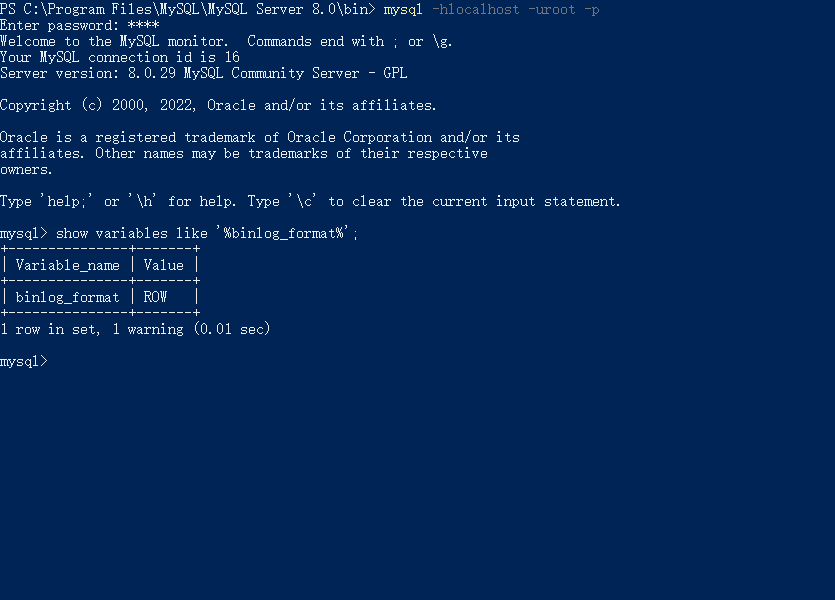 PS C:\Program Files\MySQL\MySQL Server 8.0\bin> mysql -hlocalhost -uroot -p
Enter password: ****
Welcome to the MySQL monitor.  Commands end with ; or \g.
Your MySQL connection id is 16
Server version: 8.0.29 MySQL Community Server - GPL
Copyright (c) 2000, 2022, Oracle and/or its affiliates.
Oracle is a registered trademark of Oracle Corporation and/or its
affiliates. Other names may be trademarks of their respective
owners.
Type 'help;' or '\h' for help. Type '\c' to clear the current input statement.
mysql> show variables like '%binlog_format%';
+---------------+-------+
| Variable_name | Value |
+---------------+-------+
| binlog_format | ROW   |
+---------------+-------+
1 row in set, 1 warning (0.01 sec)
mysql>